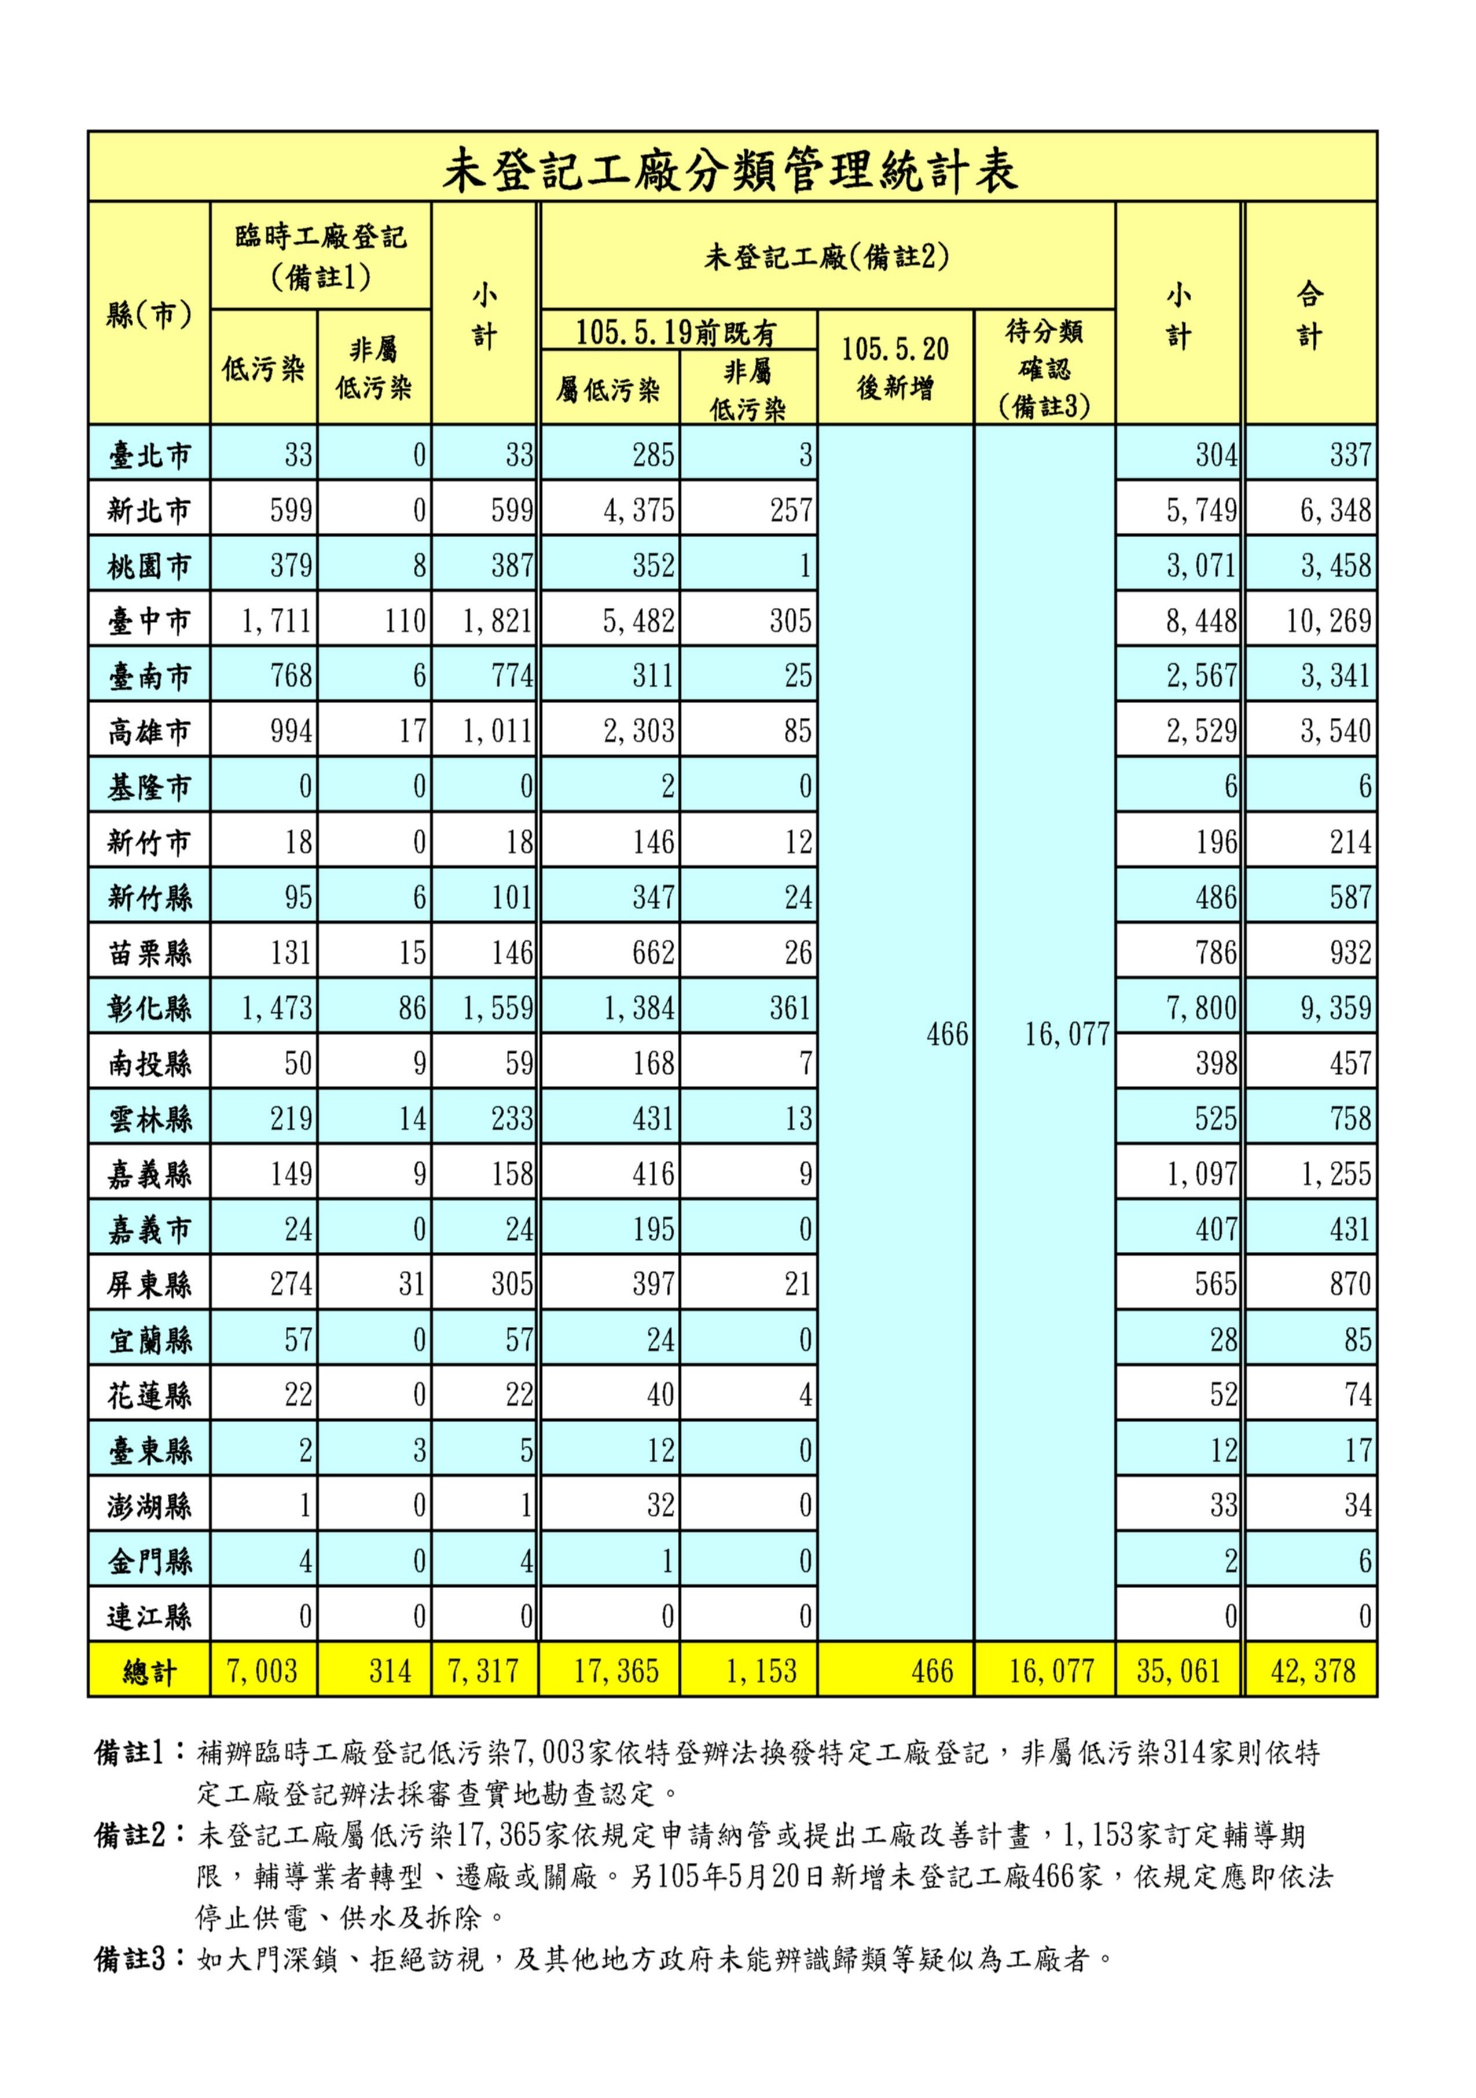 未登記工廠分類管理統計表
縣(市) 臨時工廠登記(備註1) 小計 未登記工廠(備註2) 小計 合計
低污染 非屬低污染 105.5.19前既有 105.5.20後新增 待分類確認(備註3)
屬低污染 非屬低污染
臺北市 33 0 33 285 3 304 337
新北市 599 0 599 4,375 257 5,749 6,348
桃園市 379 8 387 352 1 3,071 3,458
臺中市 1,711 110 1,821 5,482 305 8,448 10,269
臺南市 768 6 774 311 25 2,567 3,341
高雄市 994 17 1,011 2,303 85 2,529 3,540
基隆市 0 0 0 2 0 6 6
新竹市 18 0 18 146 12 196 214
新竹縣 95 6 101 347 24 486 587
苗栗縣 131 15 146 662 26 786 932
彰化縣 1,473 86 1,559 1,384 361 7,800 9,359
466 16,077
南投縣 50 9 59 168 7 398 457
雲林縣 219 14 233 431 13 525 758
嘉義縣 149 9 158 416 9 1,097 1,255
嘉義市 24 0 24 195 0 407 431
屏東縣 274 31 305 397 21 565 870
宜蘭縣 57 0 57 24 0 28 85
花蓮縣 22 0 22 40 4 52 74
臺東縣 2 3 5 12 0 12 17
澎湖縣 1 0 1 32 0 33 34
金門縣 4 0 4 1 0 2 6
連江縣 0 0 0 0 0 0 0
總計 7,003 314 7,317 17,365 1,153 466 16,077 35,061 42,378
備註1：補辦臨時工廠登記低污染7,003家依特登辦法換發特定工廠登記，非屬低污染314家則依特
定工廠登記辦法採審查實地勘查認定。
備註2：未登記工廠屬低污染17,365家依規定申請納管或提出工廠改善計畫，1,153家訂定輔導期
限，輔導業者轉型、遷廠或關廠。另105年5月20日新增未登記工廠466家，依規定應即依法
停止供電、供水及拆除。
備註3：如大門深鎖、拒絕訪視，及其他地方政府未能辨識歸類等疑似為工廠者。